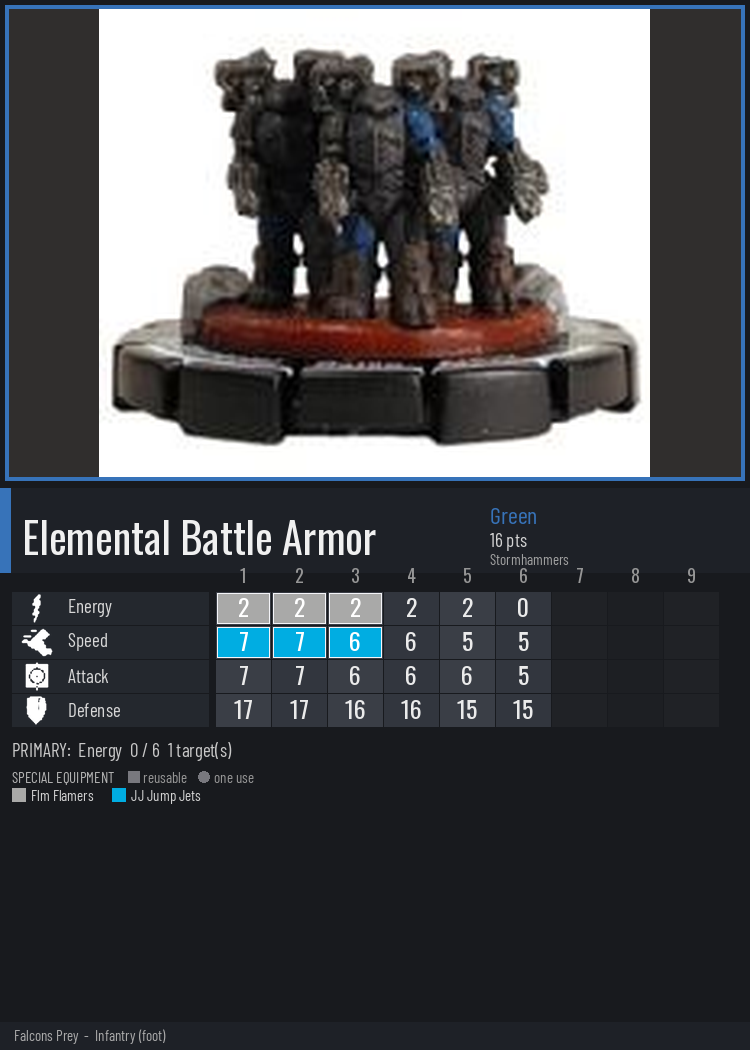 Elemental Battle Armor
Green
16 pts
Stormhammers
1 2 3 4 5 6 7 8 9
Energy 2 2 2 2 2 0
Speed 7 7 6 6 5 5
Attack 7 7 6 6 6 5
Defense 17 17 16 16 15 15
PRIMARY: Energy 0 / 6 1 target(s)
SPECIAL EQUIPMENT reusable one use
Flm Flamers JJ Jump Jets
Falcons Prey - Infantry (foot)